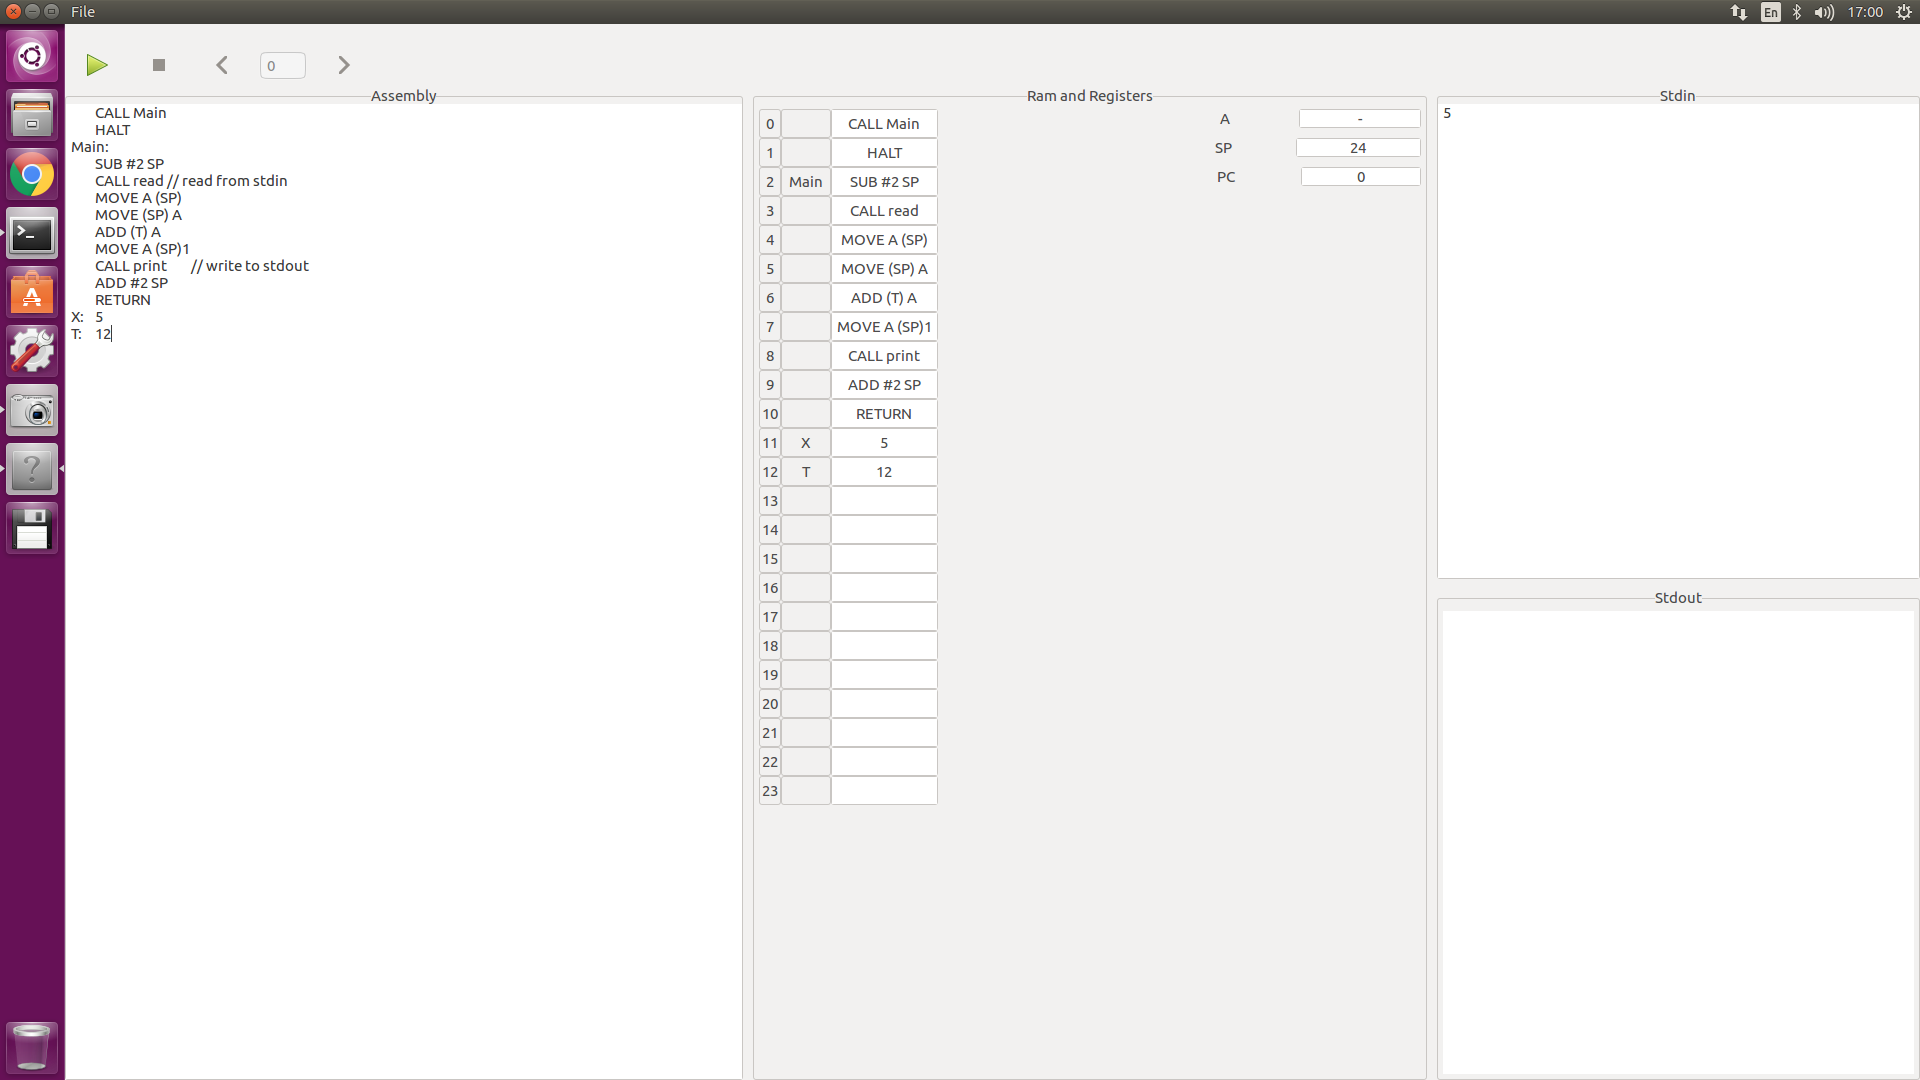 File
En
17:00
0
Assembly
CALL Main
HALT
Main:
SUB #2 SP
CALL read // read from stdin
MOVE A (SP)
MOVE (SP) A
ADD (T) A
MOVE A (SP)1
CALL print // write to stdout
ADD #2 SP
RETURN
X: 5
T: 12
Ram and Registers
0 CALL Main
1 HALT
2 Main SUB #2 SP
3 CALL read
4 MOVE A (SP)
5 MOVE (SP) A
6 ADD (T) A
7 MOVE A (SP)1
8 CALL print
9 ADD #2 SP
10 RETURN
11 X 5
12 T 12
13
14
15
16
17
18
19
20
21
22
23
A -
SP 24
PC 0
Stdin
5
Stdout